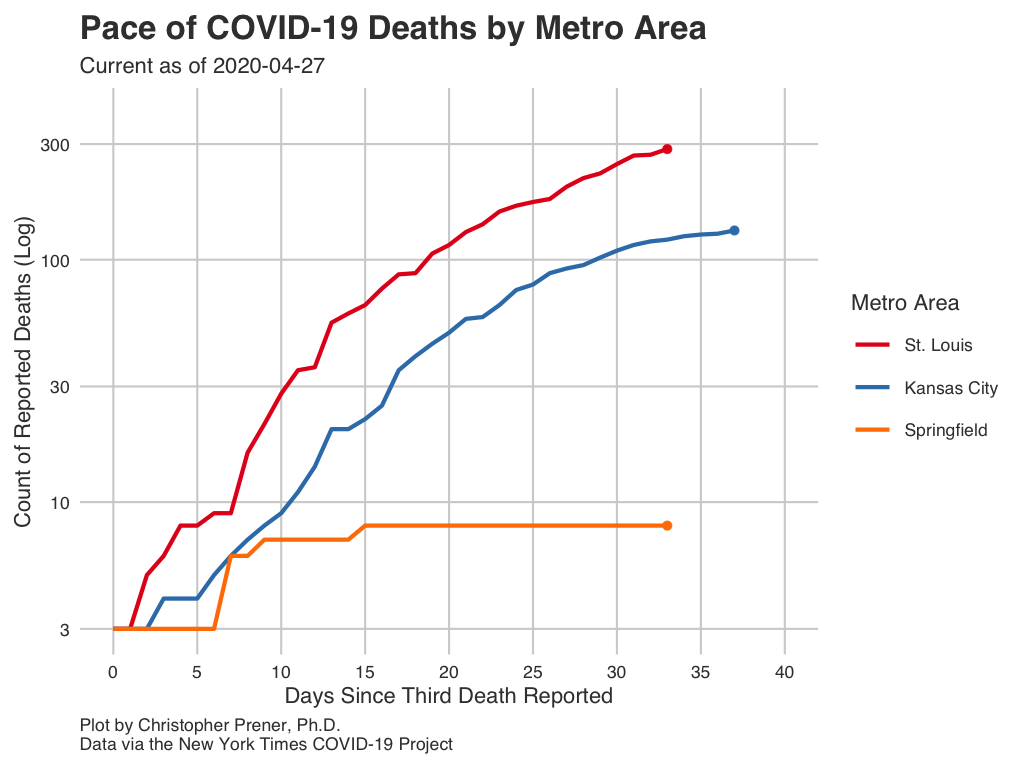 Pace of COVID-19 Deaths by Metro Area
Current as of 2020-04-27
Count of Reported Deaths (Log)
300
100
30
10
3
0 5 10 15 20 25 30 35 40
Days Since Third Death Reported
Metro Area
St. Louis
Kansas City
Springfield
Plot by Christopher Prener, Ph.D.
Data via the New York Times COVID-19 Project